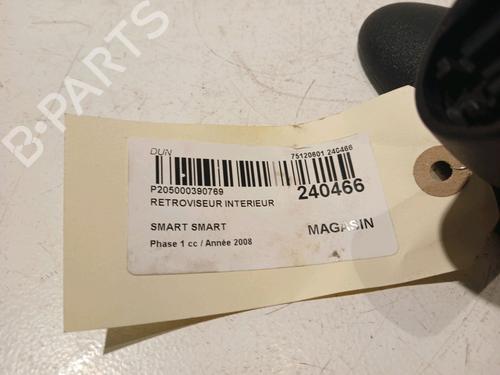 B-PARTS
DUN
75120601 240466
P205000390769
240466
RETROVISEUR INTERIEUR
SMART SMART
MAGASIN
Phase 1 cc / Année 2008